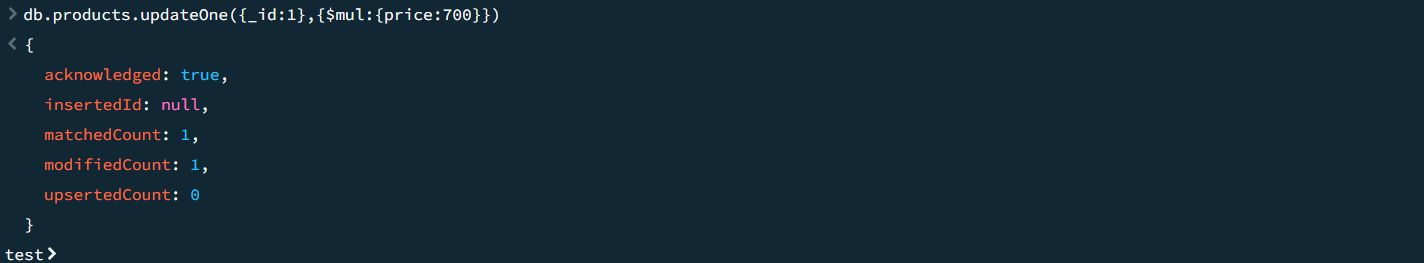 > db.products.updateOne({_id:1},{$mul:{price:700}})
< {
acknowledged: true,
insertedId: null,
matchedCount: 1,
modifiedCount: 1,
upsertedCount: 0
}
test>